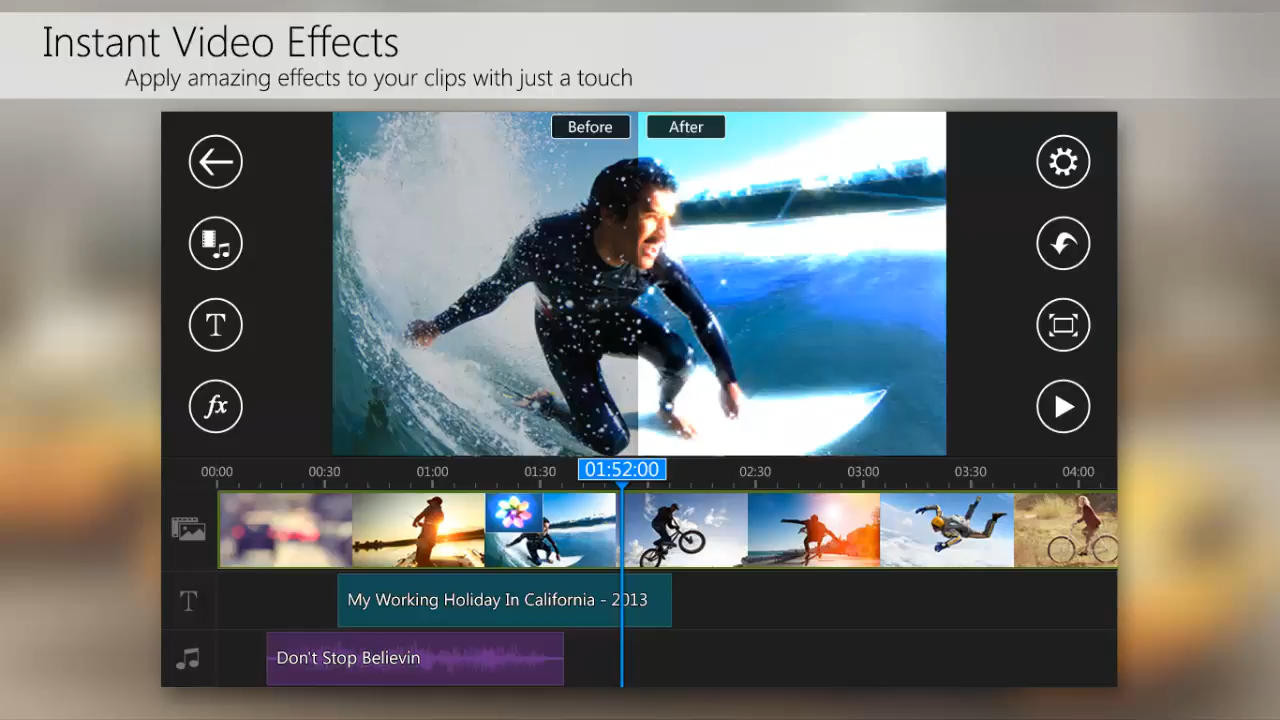 Instant Video Effects
Apply amazing effects to your clips with just a touch
Before After
T
fx
00:00 00:30 01:00 01:30 01:52:00 02:30 03:00 03:30 04:00
T My Working Holiday In California - 2013
Don't Stop Believin